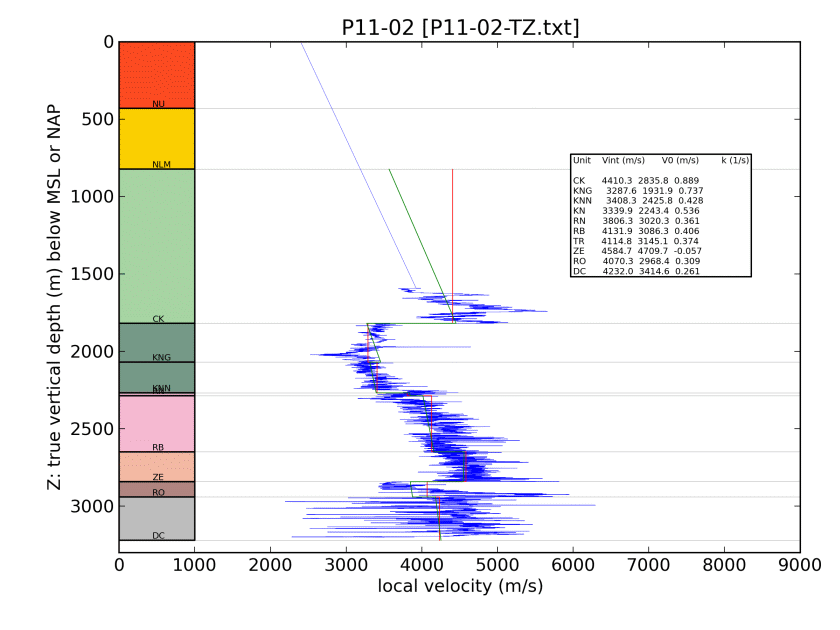 P11-02 [P11-02-TZ.txt]
0
500
1000
1500
2000
2500
3000
Z: true vertical depth (m) below MSL or NAP
NU
NLM
CK
KNG
KNN
RB
ZE
RO
DC
Unit Vint (m/s) V0 (m/s) k (1/s)
CK 4410.3 2835.8 0.889
KNG 3287.6 1931.9 0.737
KNN 3408.3 2425.8 0.428
KN 3339.9 2243.4 0.536
RN 3806.3 3020.3 0.361
RB 4131.9 3086.3 0.406
TR 4114.8 3145.1 0.374
ZE 4584.7 4709.7 -0.057
RO 4070.3 2968.4 0.309
DC 4232.0 3414.6 0.261
0 1000 2000 3000 4000 5000 6000 7000 8000 9000
local velocity (m/s)